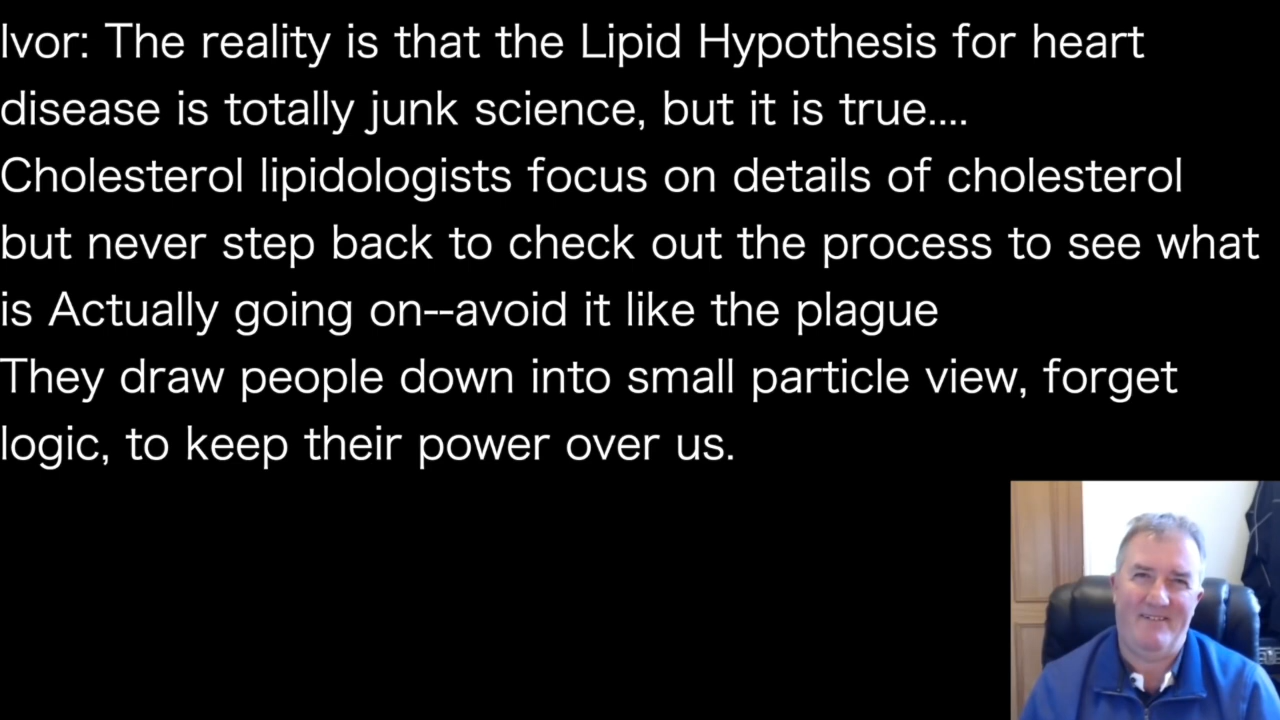 Ivor: The reality is that the Lipid Hypothesis for heart
disease is totally junk science, but it is true....
Cholesterol lipidologists focus on details of cholesterol
but never step back to check out the process to see what
is Actually going on--avoid it like the plague
They draw people down into small particle view, forget
logic, to keep their power over us.